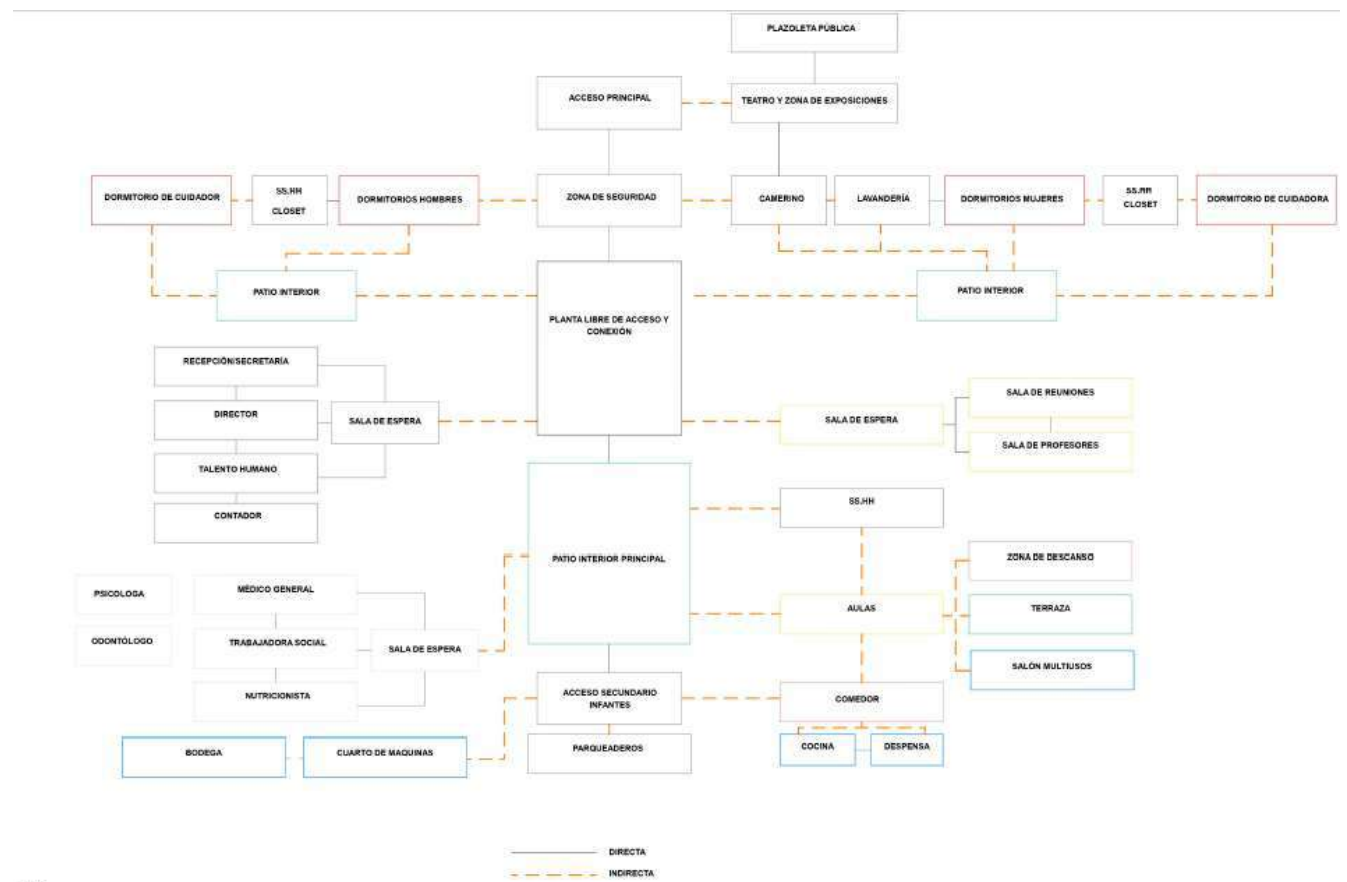 PLAZOLETA PÚBLICA
ACCESO PRINCIPAL
TEATRO Y ZONA DE EXPOSICIONES
DORMITORIO DE CUIDADOR
SS.HH
CLOSET
DORMITORIOS HOMBRES
ZONA DE SEGURIDAD
CAMERINO
LAVANDERÍA
DORMITORIOS MUJERES
SS.HH
CLOSET
DORMITORIO DE CUIDADORA
PATIO INTERIOR
PATIO INTERIOR
PLANTA LIBRE DE ACCESO Y
CONEXIÓN
RECEPCIÓN/SECRETARÍA
DIRECTOR
SALA DE ESPERA
TALENTO HUMANO
CONTADOR
SALA DE ESPERA
SALA DE REUNIONES
SALA DE PROFESORES
SS.HH
PATIO INTERIOR PRINCIPAL
ZONA DE DESCANSO
AULAS
TERRAZA
SALÓN MULTIUSOS
PSICOLOGA
MÉDICO GENERAL
ODONTÓLOGO
TRABAJADORA SOCIAL
SALA DE ESPERA
NUTRICIONISTA
ACCESO SECUNDARIO
INFANTES
COMEDOR
BODEGA
CUARTO DE MAQUINAS
PARQUEADEROS
COCINA
DESPENSA
DIRECTA
INDIRECTA